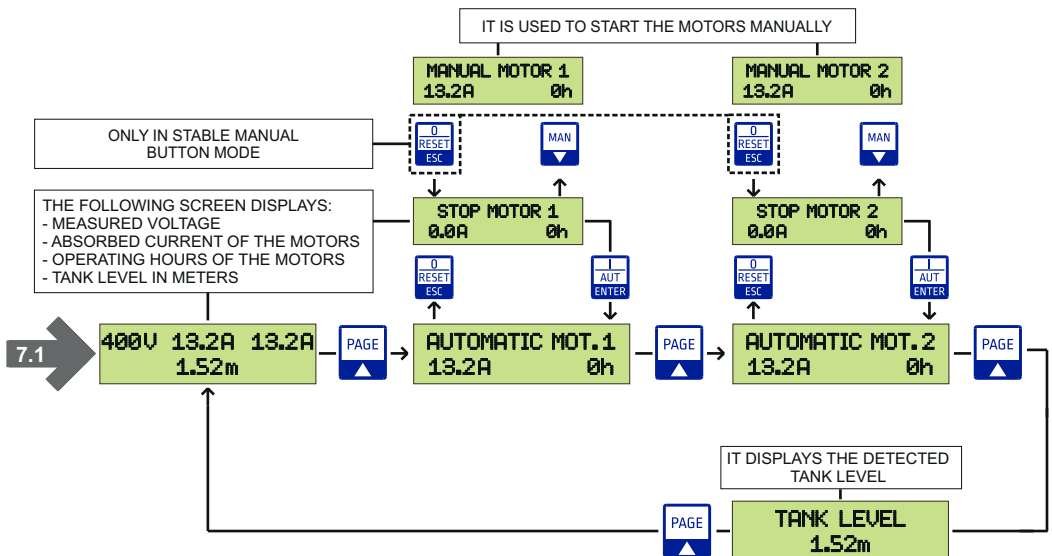 IT IS USED TO START THE MOTORS MANUALLY
MANUAL MOTOR 1
13.2A 0h
MANUAL MOTOR 2
13.2A 0h
ONLY IN STABLE MANUAL
BUTTON MODE
0
RESET
ESC
MAN
0
RESET
ESC
MAN
THE FOLLOWING SCREEN DISPLAYS:
- MEASURED VOLTAGE
- ABSORBED CURRENT OF THE MOTORS
- OPERATING HOURS OF THE MOTORS
- TANK LEVEL IN METERS
STOP MOTOR 1
0.0A 0h
STOP MOTOR 2
0.0A 0h
0
RESET
ESC
I
AUT
ENTER
0
RESET
ESC
I
AUT
ENTER
7.1
400V 13.2A 13.2A
1.52m
PAGE
AUTOMATIC MOT.1
13.2A 0h
PAGE
AUTOMATIC MOT.2
13.2A 0h
PAGE
IT DISPLAYS THE DETECTED
TANK LEVEL
PAGE
TANK LEVEL
1.52m